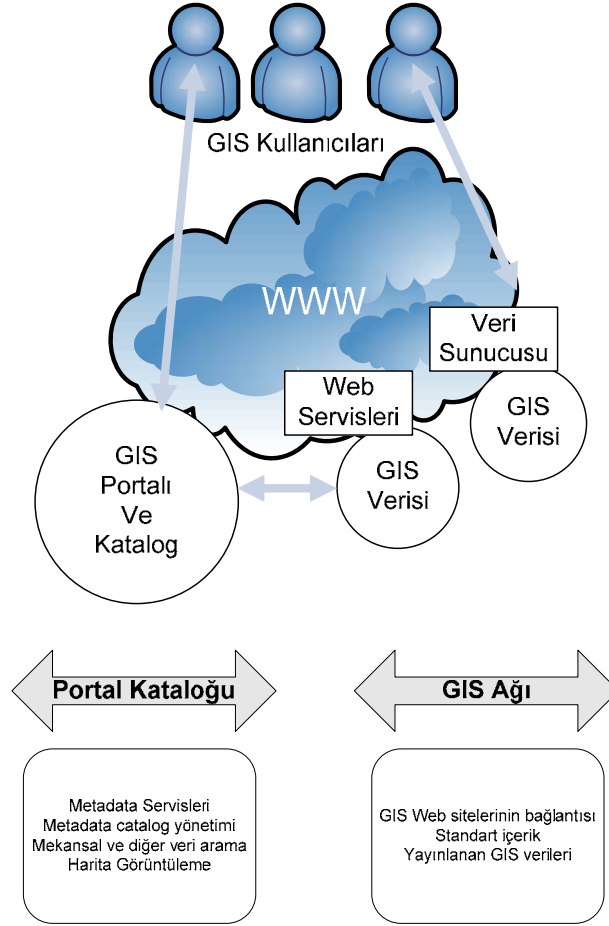 GIS Kullanıcıları
WWW
Veri
Sunucusu
Web
Servisleri
GIS
Verisi
GIS
Portalı
Ve
Katalog
GIS
Verisi
Portal Kataloğu
GIS Ağı
Metadata Servisleri
Metadata catalog yönetimi
Mekansal ve diğer veri arama
Harita Görüntüleme
GIS Web sitelerinin bağlantısı
Standart içerik
Yayınlanan GIS verileri